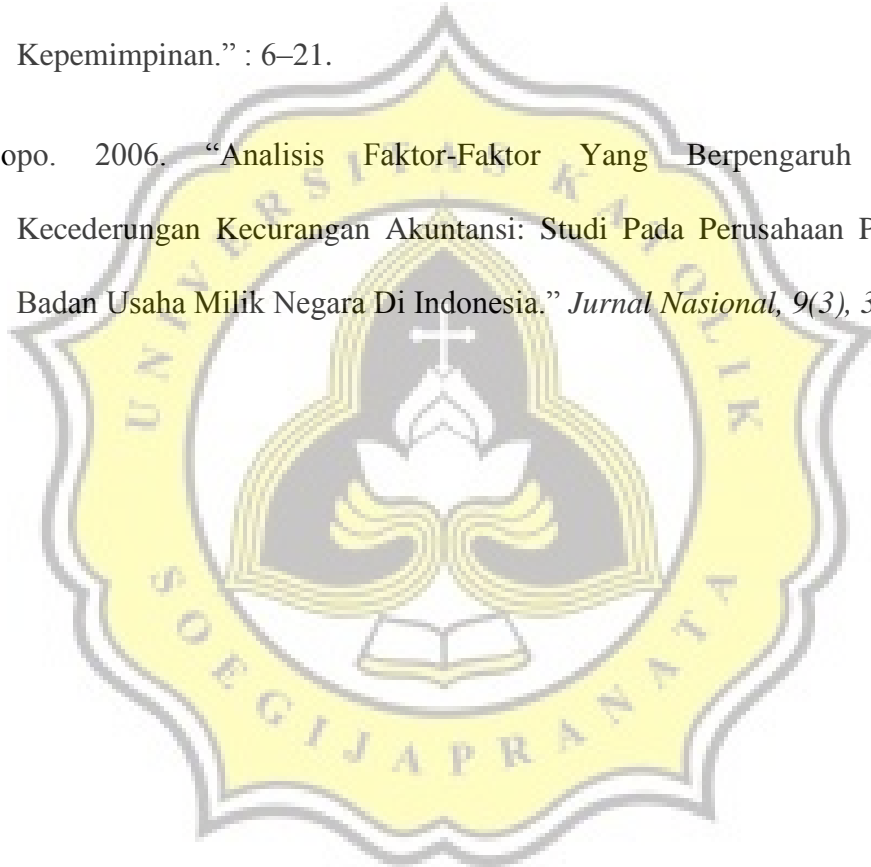 Kepemimpinan.” : 6–21.
opo. 2006. “Analisis Faktor-Faktor Yang Berpengaruh
Kecederungan Kecurangan Akuntansi: Studi Pada Perusahaan P
Badan Usaha Milik Negara Di Indonesia.” Jurnal Nasional, 9(3), 3
UNIVERSITAS KATOLIK
SOEGIJAPRANATA